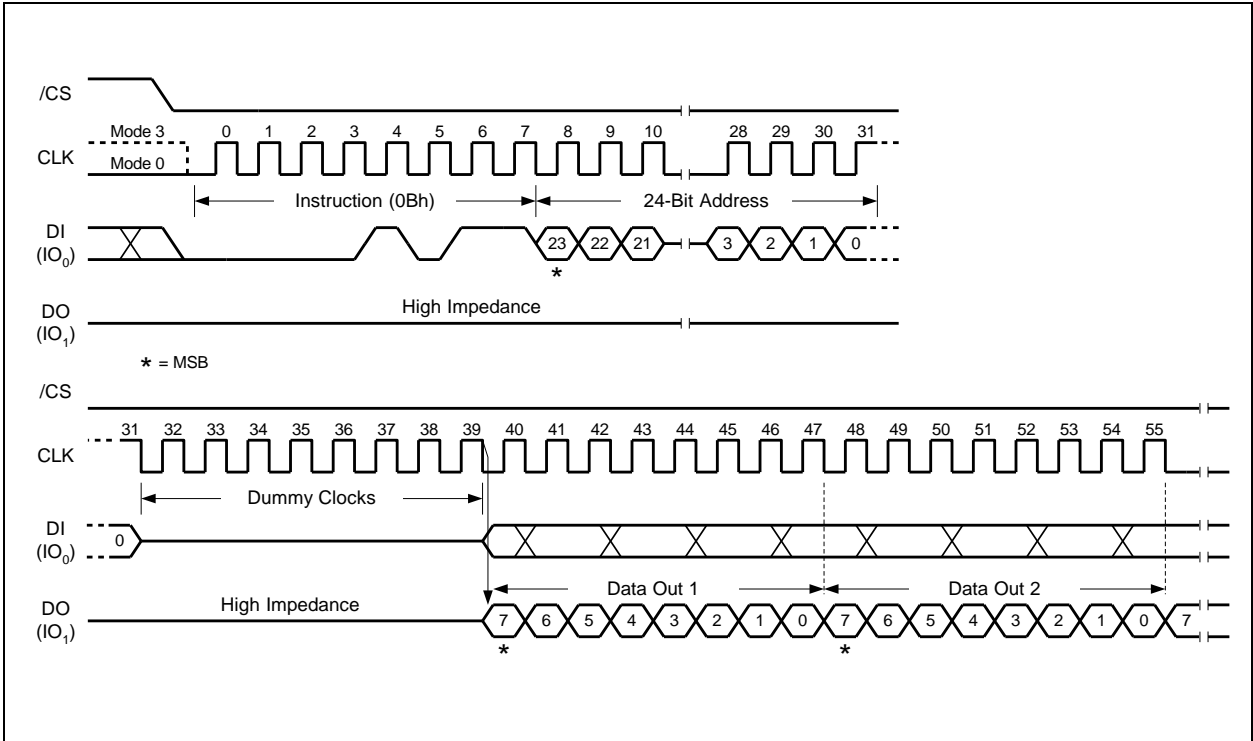 /CS
Mode 3 0 1 2 3 4 5 6 7 8 9 10 28 29 30 31
CLK
Mode 0
Instruction (0Bh) 24-Bit Address
DI
(IO₀)
23 22 21 3 2 1 0
*
High Impedance
DO
(IO₁)
* = MSB
/CS
31 32 33 34 35 36 37 38 39 40 41 42 43 44 45 46 47 48 49 50 51 52 53 54 55
CLK
Dummy Clocks
DI
(IO₀)
0
Data Out 1 Data Out 2
High Impedance
DO
(IO₁)
7 6 5 4 3 2 1 0 7 6 5 4 3 2 1 0 7
* *